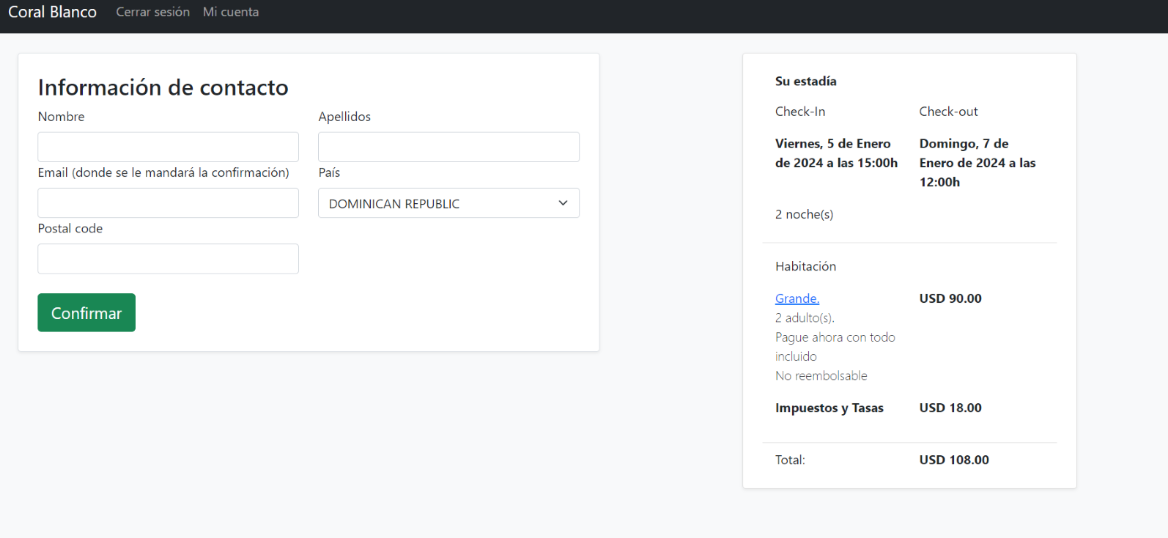 Coral Blanco Cerrar sesión Mi cuenta
Información de contacto
Nombre Apellidos
Email (donde se le mandará la confirmación) País
DOMINICAN REPUBLIC
Postal code
Confirmar
Su estadía
Check-In Check-out
Viernes, 5 de Enero
de 2024 a las 15:00h
Domingo, 7 de
Enero de 2024 a las
12:00h
2 noche(s)
Habitación
Grande. USD 90.00
2 adulto(s).
Pague ahora con todo
incluido
No reembolsable
Impuestos y Tasas USD 18.00
Total: USD 108.00